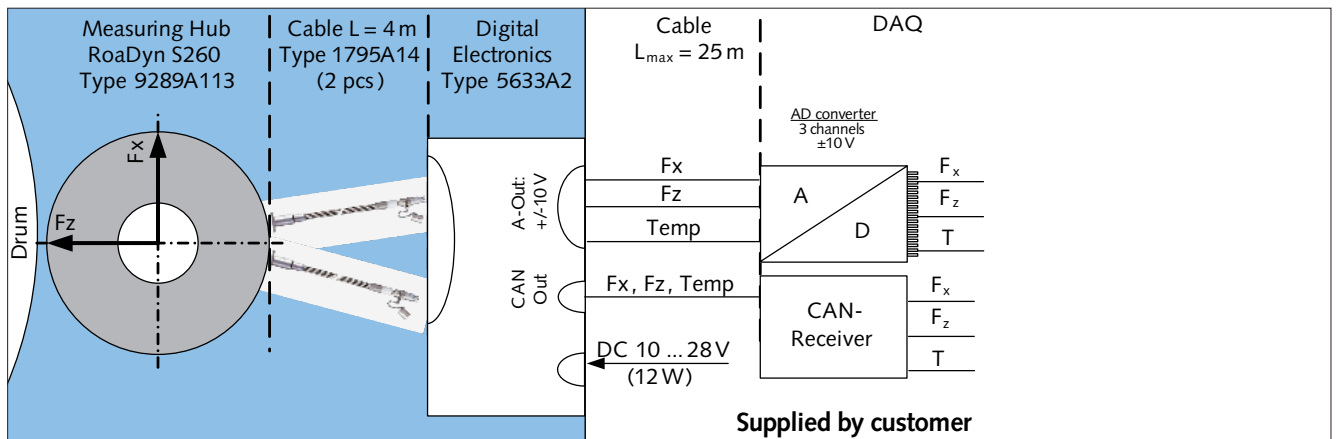 Measuring Hub
RoaDyn S260
Type 9289A113
Cable L = 4 m
Type 1795A14
(2 pcs)
Digital
Electronics
Type 5633A2
Cable
Lmax = 25 m
DAQ
AD converter
3 channels
±10 V
Drum
Fx
Fz
A-Out:
+/-10 V
CAN
Out
Fx
Fz
Temp
Fx, Fz, Temp
DC 10 ... 28 V
(12 W)
A
D
Fx
Fz
T
CAN-
Receiver
Fx
Fz
T
Supplied by customer